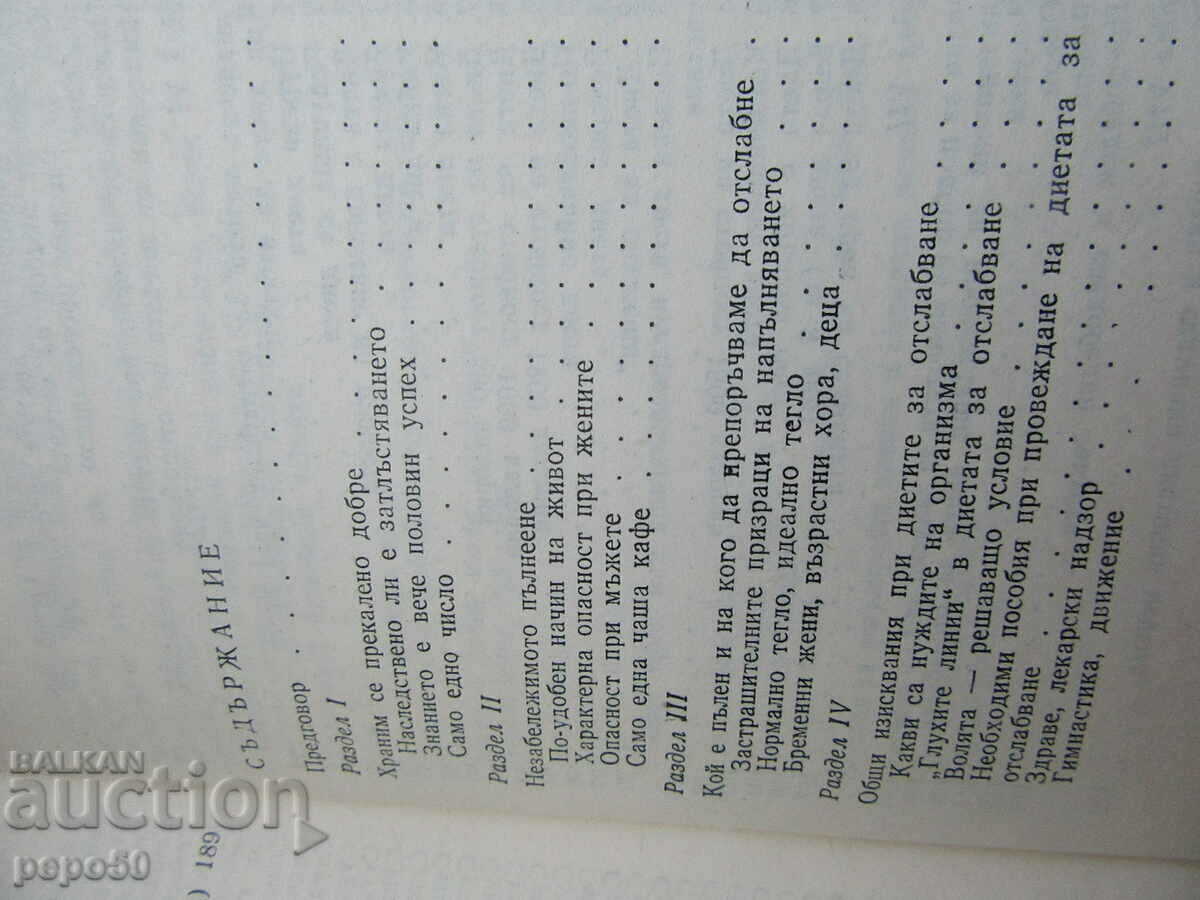 СЪДЪРЖАНИЕ
Предговор . . . . . . . . . . . . . . .
Раздел I
Храним се прекалено добре . . . . . . . . . . .
Наследствено ли е затлъстяването . . . . . . . .
Знанието е вече половин успех . . . . . . . . .
Само едно число . . . . . . . . . . . . .
Раздел II
Незабележимото пълнеене . . . . . . . . . . . .
По-удобен начин на живот . . . . . . . . . . .
Характерна опасност при жените . . . . . . . . .
Опасност при мъжете . . . . . . . . . . . .
Само една чаша кафе . . . . . . . . . . . .
Раздел III
Кой е пълен и на кого да препоръчваме да отслабне
Застрашителните призраци на напълняването . . . .
Нормално тегло, идеално тегло . . . . . . . . .
Бременни жени, възрастни хора, деца . . . . . . .
Раздел IV
Общи изисквания при диетите за отслабване . . . . .
Какви са нуждите на организма . . . . . . . . .
„Глухите линии“ в диетата за отслабване . . . . .
Волята — решаващо условие . . . . . . . . . .
Необходими пособия при провеждане на диетата за
отслабване . . . . . . . . . . . . . .
Здраве, лекарски надзор . . . . . . . . . . .
Гимнастика, движение . . . . . . . . . . . .
) 189
BALKAN
auction
pepo50